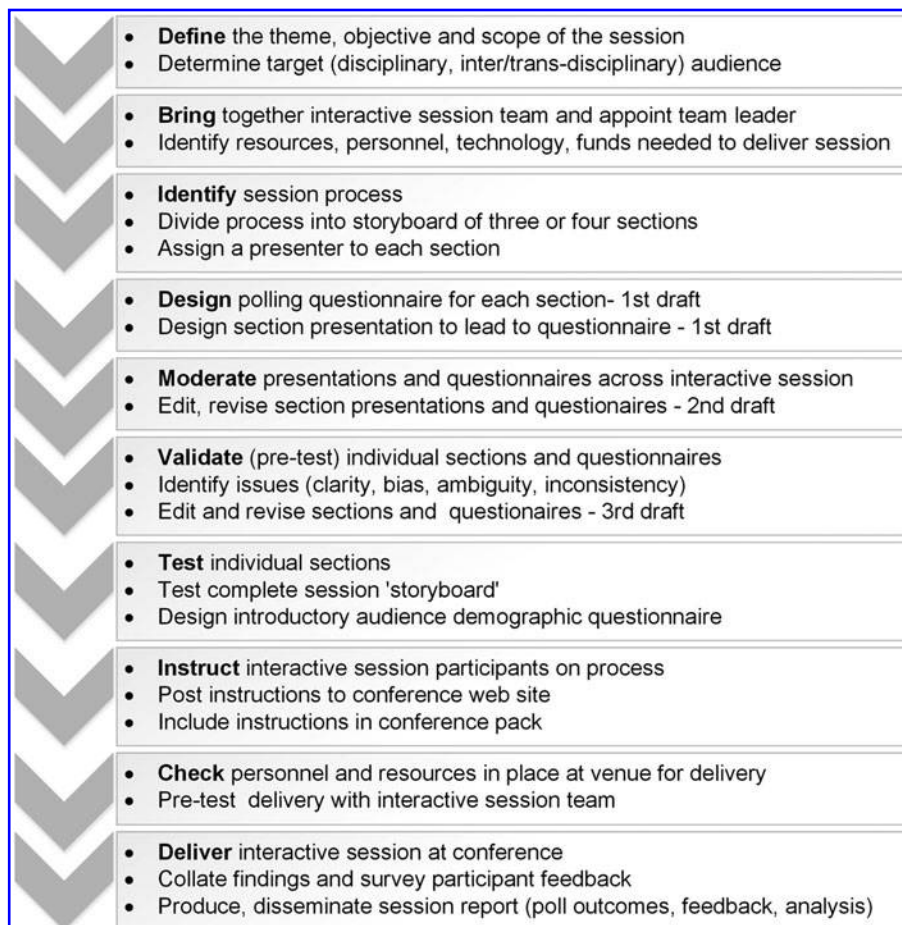 • Define the theme, objective and scope of the session
• Determine target (disciplinary, inter/trans-disciplinary) audience
• Bring together interactive session team and appoint team leader
• Identify resources, personnel, technology, funds needed to deliver session
• Identify session process
• Divide process into storyboard of three or four sections
• Assign a presenter to each section
• Design polling questionnaire for each section- 1st draft
• Design section presentation to lead to questionnaire - 1st draft
• Moderate presentations and questionnaires across interactive session
• Edit, revise section presentations and questionaires - 2nd draft
• Validate (pre-test) individual sections and questionnaires
• Identify issues (clarity, bias, ambiguity, inconsistency)
• Edit and revise sections and questionaires - 3rd draft
• Test individual sections
• Test complete session 'storyboard'
• Design introductory audience demographic questionnaire
• Instruct interactive session participants on process
• Post instructions to conference web site
• Include instructions in conference pack
• Check personnel and resources in place at venue for delivery
• Pre-test delivery with interactive session team
• Deliver interactive session at conference
• Collate findings and survey participant feedback
• Produce, disseminate session report (poll outcomes, feedback, analysis)